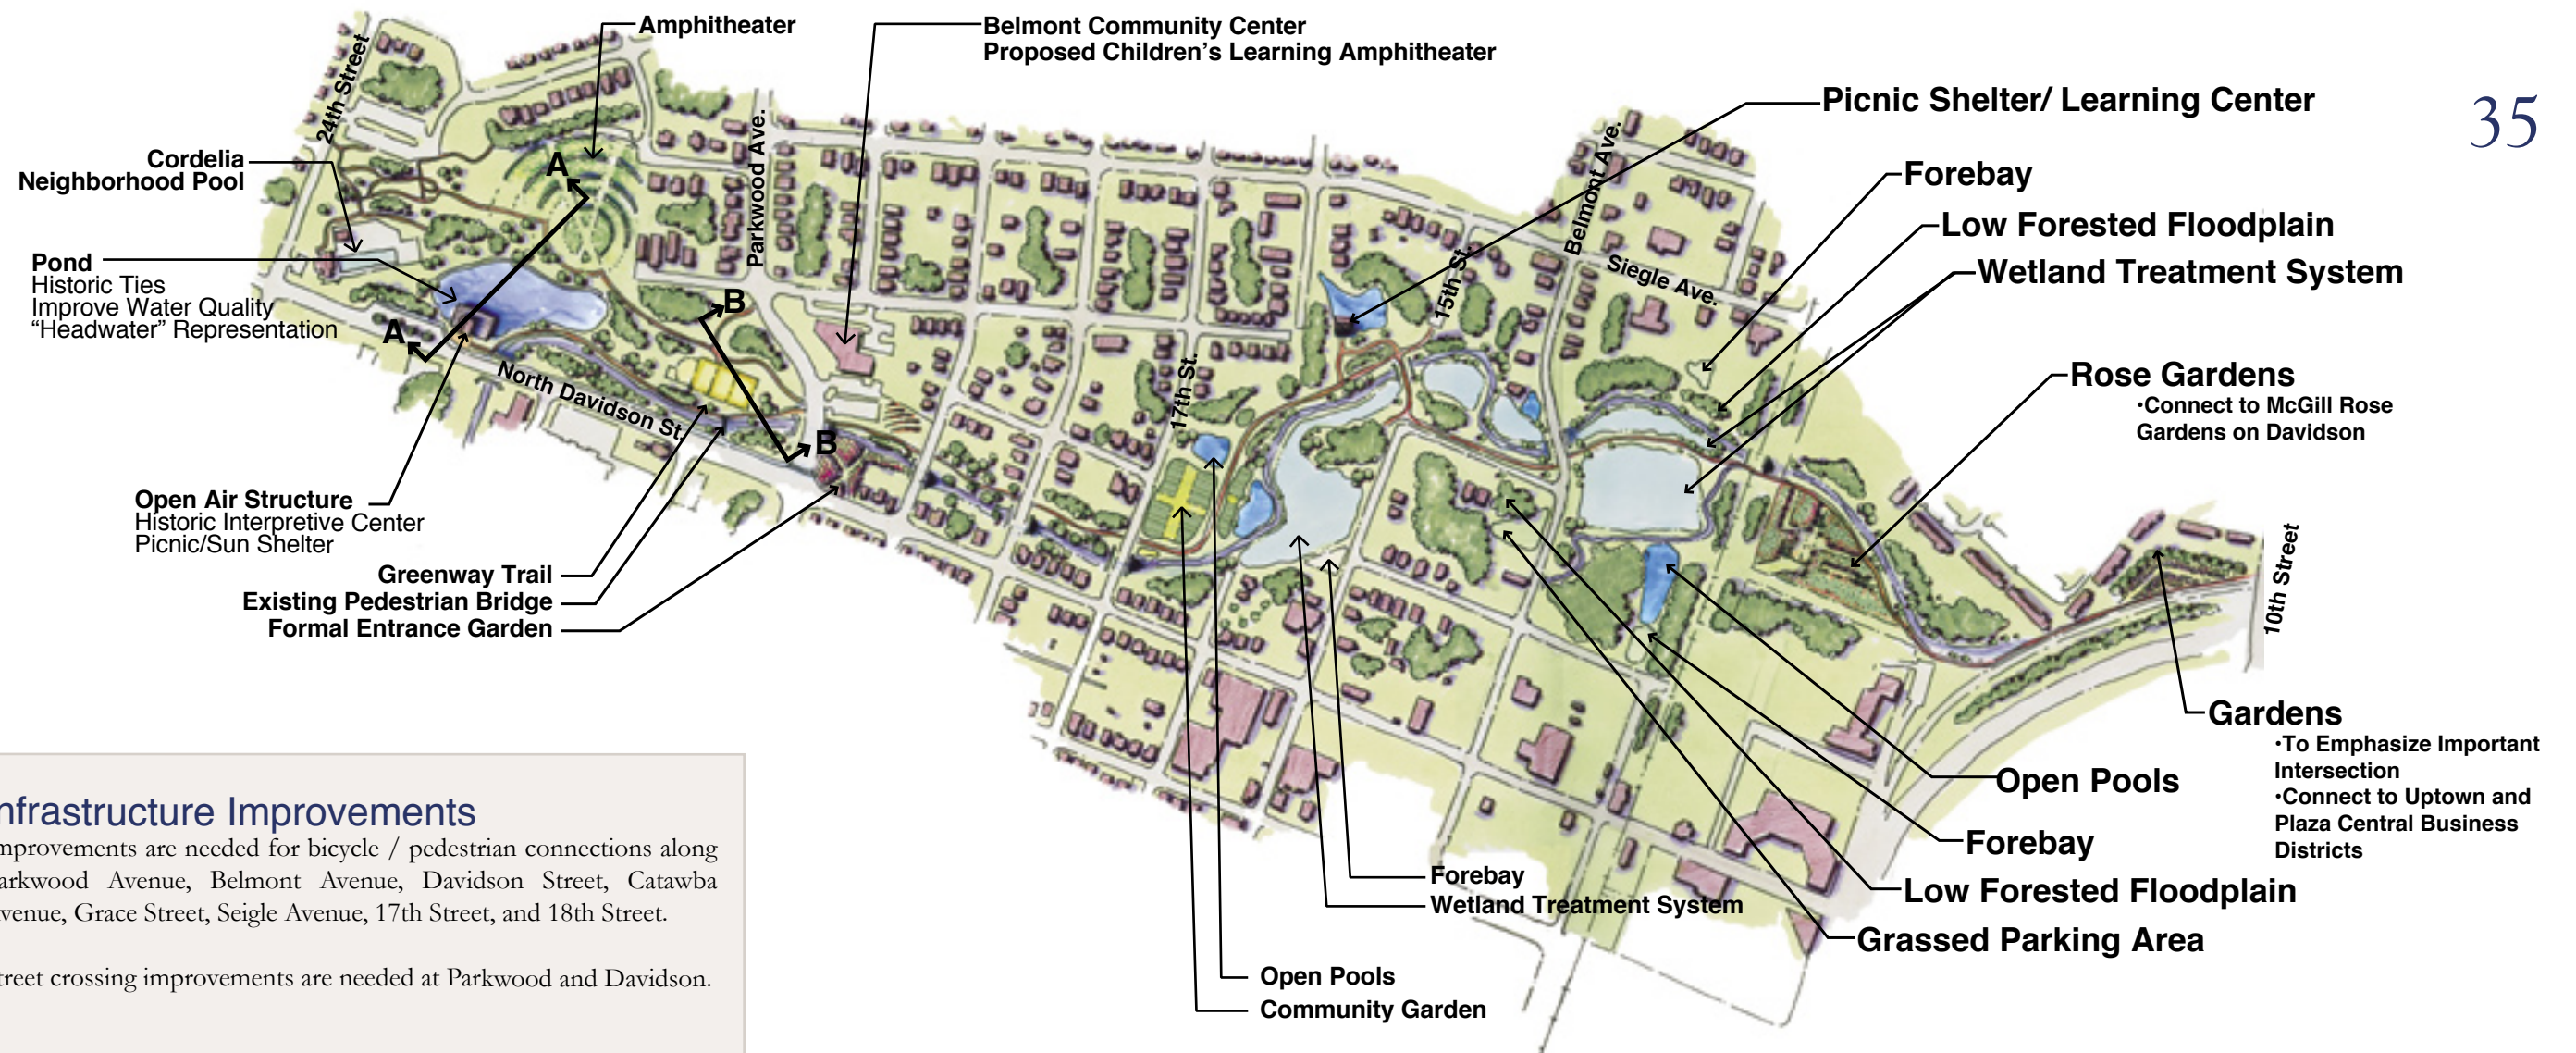 Amphitheater
Belmont Community Center
Proposed Children's Learning Amphitheater
35
Picnic Shelter/ Learning Center
24th Street
Parkwood Ave.
Belmont Ave.
Forebay
Cordelia
Neighborhood Pool
A
Low Forested Floodplain
Wetland Treatment System
Siegle Ave.
15th St.
Pond
Historic Ties
Improve Water Quality
“Headwater” Representation
B
A
17th St.
Rose Gardens
•Connect to McGill Rose
Gardens on Davidson
North Davidson St.
B
Open Air Structure
Historic Interpretive Center
Picnic/Sun Shelter
10th Street
Greenway Trail
Existing Pedestrian Bridge
Formal Entrance Garden
Gardens
•To Emphasize Important
Intersection
•Connect to Uptown and
Plaza Central Business
Districts
Open Pools
Forebay
Low Forested Floodplain
Grassed Parking Area
Forebay
Wetland Treatment System
Open Pools
Community Garden
nfrastructure Improvements
mprovements are needed for bicycle / pedestrian connections along
arkwood Avenue, Belmont Avenue, Davidson Street, Catawba
venue, Grace Street, Seigle Avenue, 17th Street, and 18th Street.
treet crossing improvements are needed at Parkwood and Davidson.